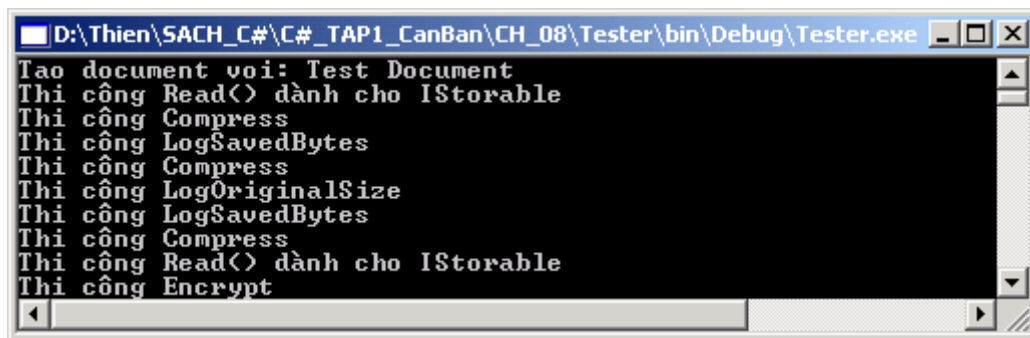 D:\Thien\SACH_C#\C#_TAP1_CanBan\CH_08\Tester\bin\Debug\Tester.exe
Tao document voi: Test Document
Thi công Read() dành cho IStorable
Thi công Compress
Thi công LogSavedBytes
Thi công Compress
Thi công LogOriginalSize
Thi công LogSavedBytes
Thi công Compress
Thi công Read() dành cho IStorable
Thi công Encrypt